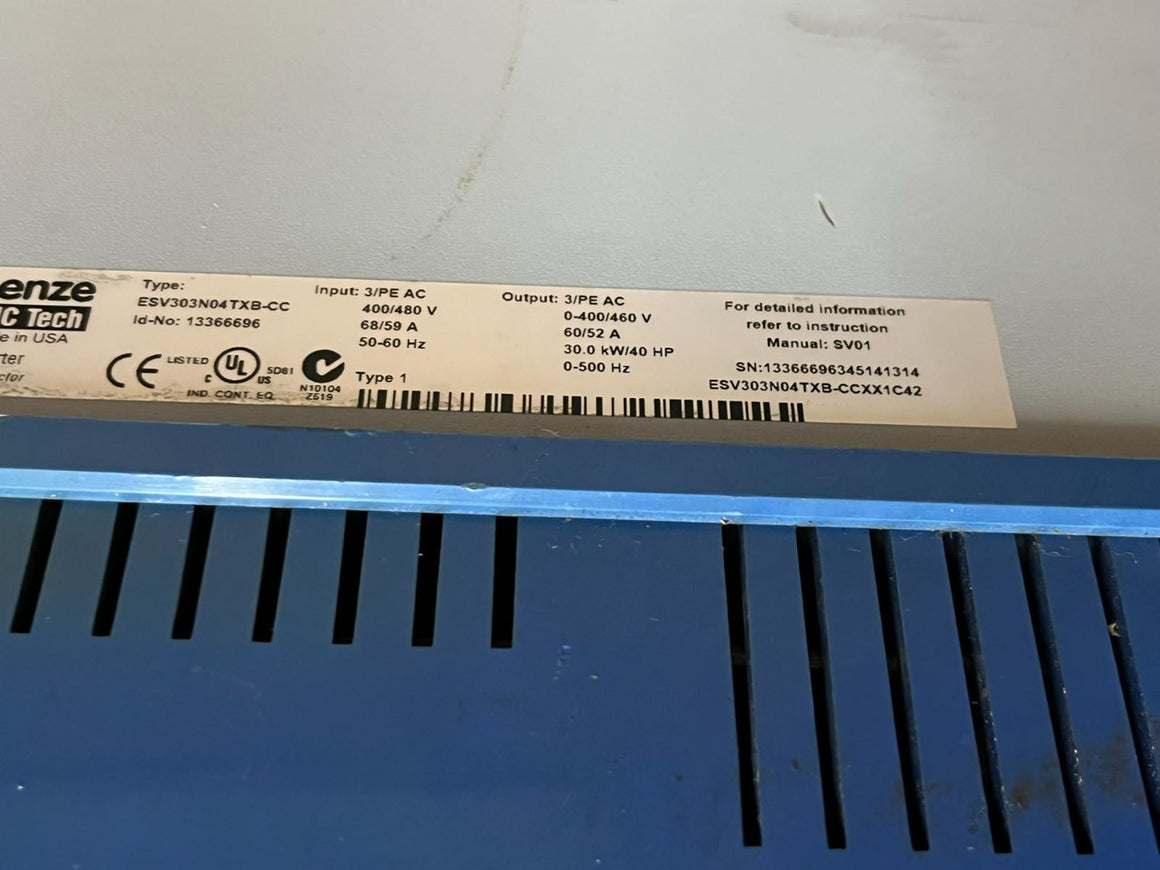 enze
C Tech
e in USA
Type:
ESV303N04TXB-CC
Id-No: 13366696
CE
LISTED
UL
C
US
5D81
IND. CONT. EQ.
N10104
Z519
Input: 3/PE AC
400/480 V
68/59 A
50-60 Hz
Type 1
Output: 3/PE AC
0-400/460 V
60/52 A
30.0 kW/40 HP
0-500 Hz
For detailed information
refer to instruction
Manual: SV01
SN:13366696345141314
ESV303N04TXB-CCXX1C42